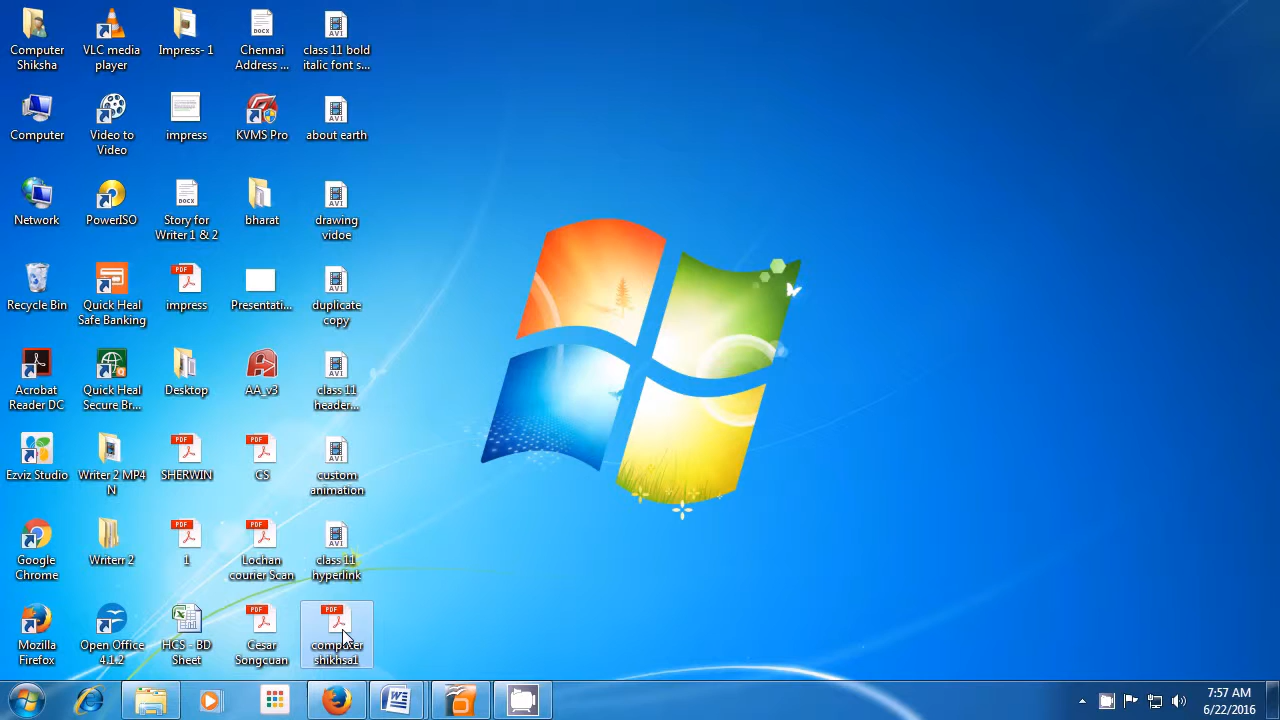 Computer
Shiksha
VLC media
player
Impress- 1
Chennai
Address ...
class 11 bold
italic font s...
Computer
Video to
Video
impress
KVMS Pro
about earth
Network
PowerISO
Story for
Writer 1 & 2
bharat
drawing
vidoe
Recycle Bin
Quick Heal
Safe Banking
impress
Presentati...
duplicate
copy
Acrobat
Reader DC
Quick Heal
Secure Br...
Desktop
AA_v3
class 11
header...
Ezviz Studio
Writer 2 MP4
N
SHERWIN
CS
custom
animation
Google
Chrome
Writerr 2
1
Lochan
courier Scan
class 11
hyperlink
Mozilla
Firefox
Open Office
4.1.2
HCS - BD
Sheet
Cesar
Songcuan
computer
shikhsa1
7:57 AM
6/22/2016